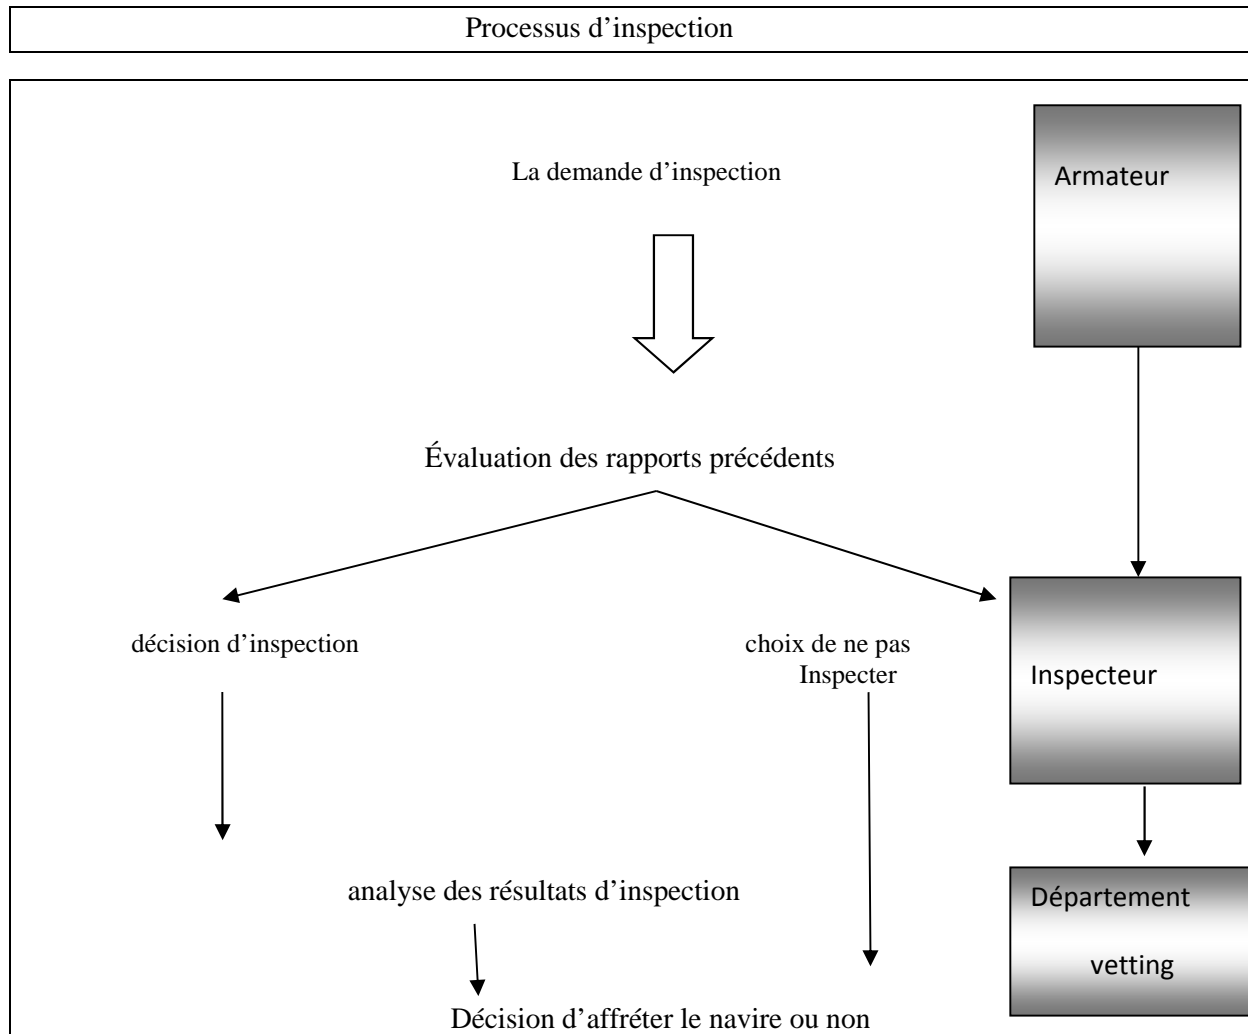 Processus d’inspection
La demande d’inspection
Armateur
Évaluation des rapports précédents
décision d’inspection
choix de ne pas
Inspecter
Inspecteur
analyse des résultats d’inspection
Département
vetting
Décision d’affréter le navire ou non